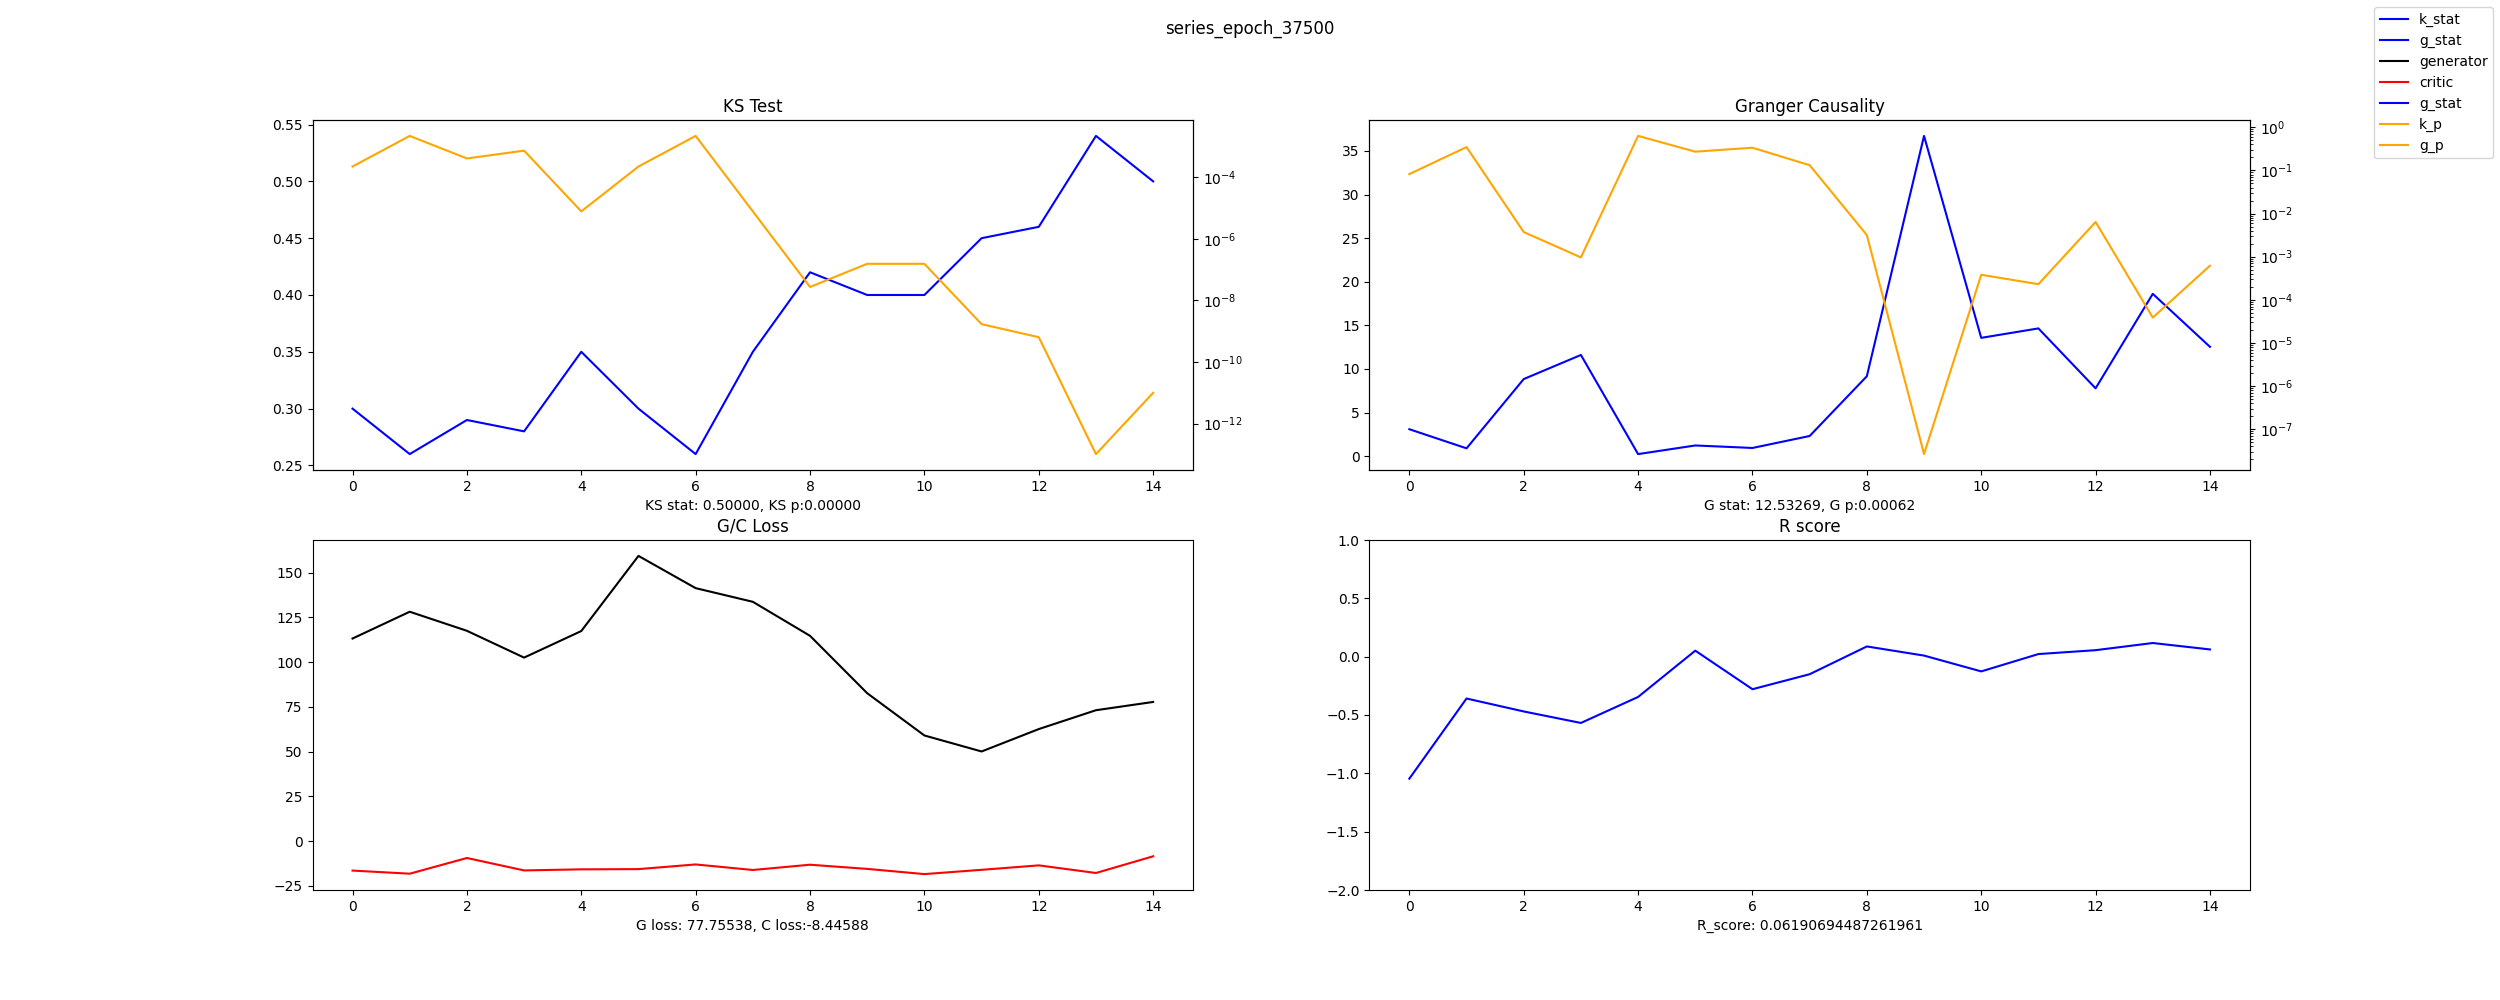 series_epoch_37500
k_stat
g_stat
generator
critic
g_stat
k_p
g_p
KS Test
0.55
0.50
0.45
0.40
0.35
0.30
0.25
10⁻⁴
10⁻⁶
10⁻⁸
10⁻¹⁰
10⁻¹²
0 2 4 6 8 10 12 14
KS stat: 0.50000, KS p:0.00000
Granger Causality
35
30
25
20
15
10
5
0
10⁰
10⁻¹
10⁻²
10⁻³
10⁻⁴
10⁻⁵
10⁻⁶
10⁻⁷
0 2 4 6 8 10 12 14
G stat: 12.53269, G p:0.00062
G/C Loss
150
125
100
75
50
25
0
−25
0 2 4 6 8 10 12 14
G loss: 77.75538, C loss:-8.44588
R score
1.0
0.5
0.0
−0.5
−1.0
−1.5
−2.0
0 2 4 6 8 10 12 14
R_score: 0.06190694487261961